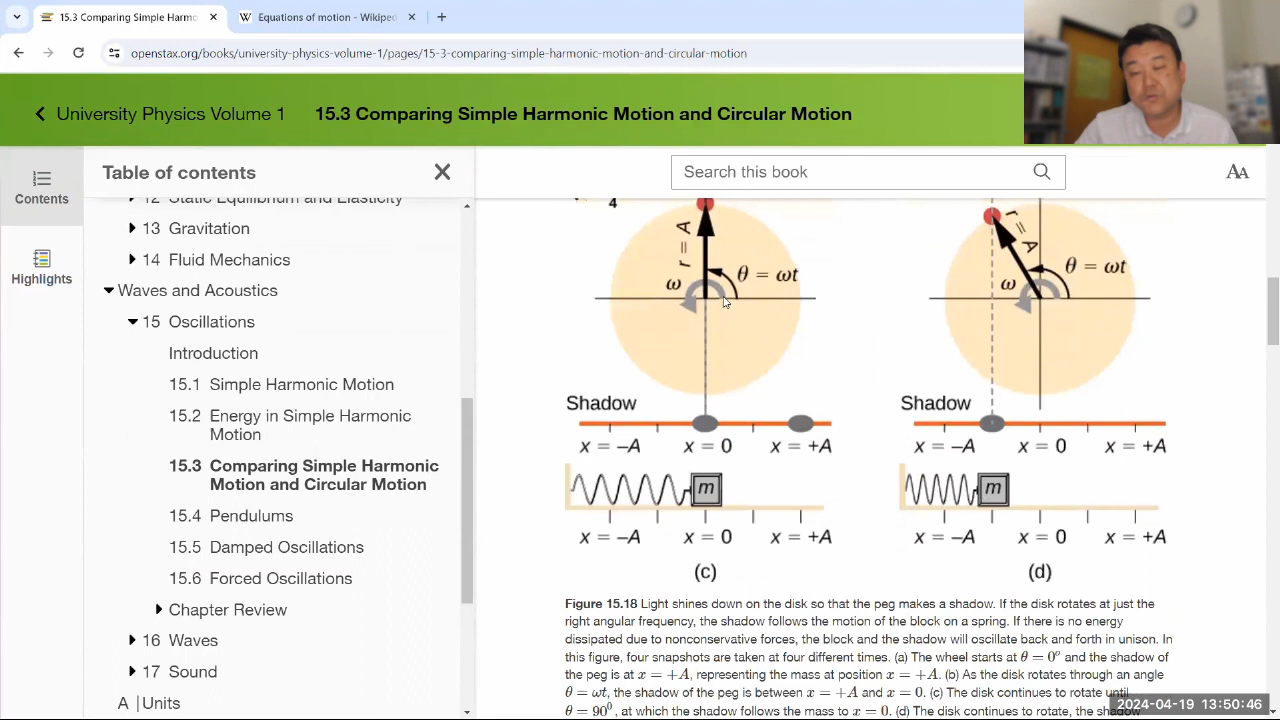 15.3 Comparing Simple Harmo
Equations of motion - Wikiped
openstax.org/books/university-physics-volume-1/pages/15-3-comparing-simple-harmonic-motion-and-circular-motion
University Physics Volume 1
15.3 Comparing Simple Harmonic Motion and Circular Motion
Contents
Highlights
Table of contents
Search this book
AA
12 Static Equilibrium and Elasticity
13 Gravitation
14 Fluid Mechanics
Waves and Acoustics
15 Oscillations
Introduction
15.1 Simple Harmonic Motion
15.2 Energy in Simple Harmonic
Motion
15.3 Comparing Simple Harmonic
Motion and Circular Motion
15.4 Pendulums
15.5 Damped Oscillations
15.6 Forced Oscillations
Chapter Review
16 Waves
17 Sound
A | Units
4
r = A
θ = ωt
ω
Shadow
x = –A x = 0 x = +A
m
x = –A x = 0 x = +A
(c)
r = A
θ = ωt
ω
Shadow
x = –A x = 0 x = +A
m
x = –A x = 0 x = +A
(d)
Figure 15.18 Light shines down on the disk so that the peg makes a shadow. If the disk rotates at just the
right angular frequency, the shadow follows the motion of the block on a spring. If there is no energy
dissipated due to nonconservative forces, the block and the shadow will oscillate back and forth in unison. In
this figure, four snapshots are taken at four different times. (a) The wheel starts at θ = 0° and the shadow of
the peg is at x = +A, representing the mass at position x = +A. (b) As the disk rotates through an angle
θ = ωt, the shadow of the peg is between x = +A and x = 0. (c) The disk continues to rotate until
θ = 90⁰, at which the shadow follows the mass to x = 0. (d) The disk continues to rotate, the shadow
2024-04-19 13:50:46